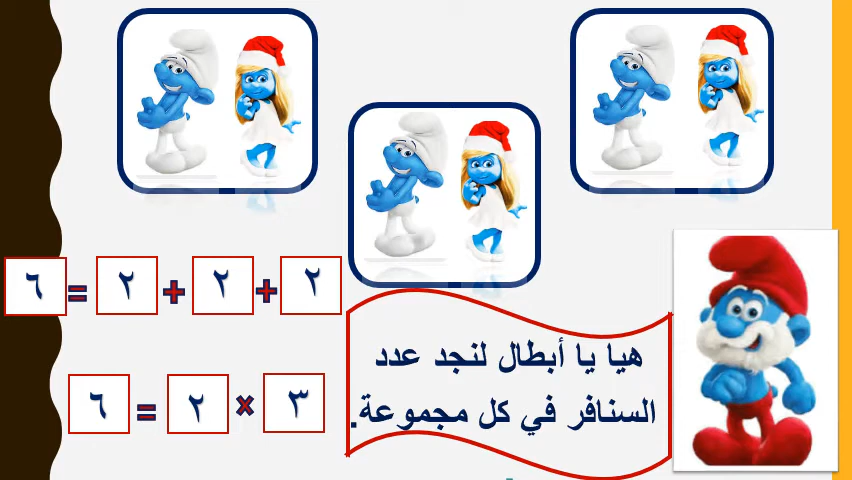 ٢ + ٢ + ٢ = ٦
٣ × ٢ = ٦
هيا يا أبطال لنجد عدد
السنافر في كل مجموعة.